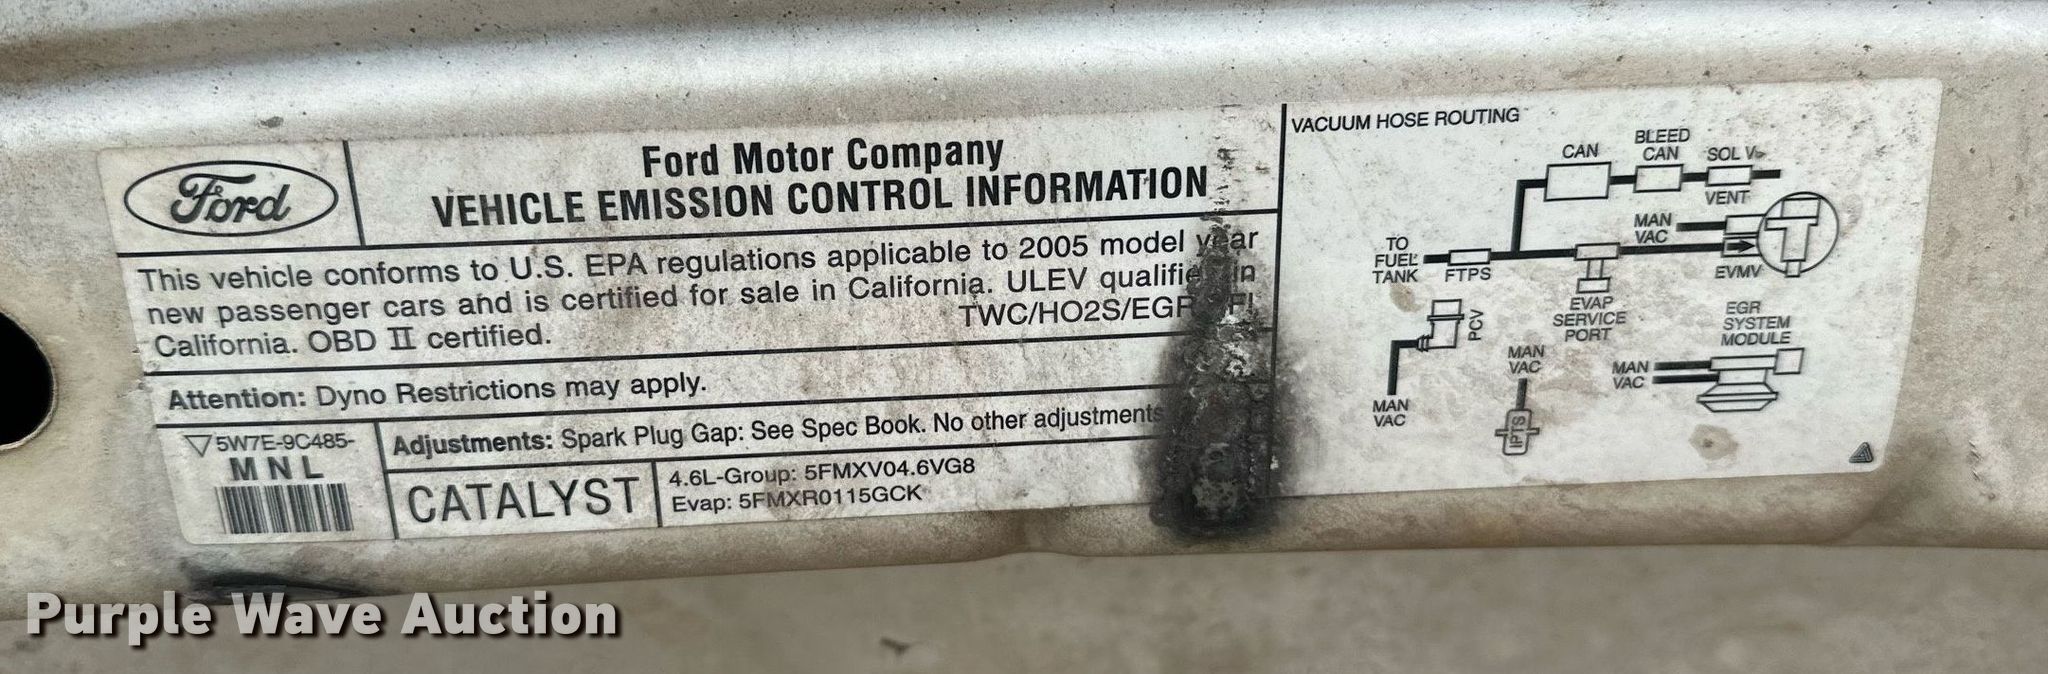 Ford
Ford Motor Company
VEHICLE EMISSION CONTROL INFORMATION
This vehicle conforms to U.S. EPA regulations applicable to 2005 model year
new passenger cars and is certified for sale in California. ULEV qualified in
California. OBD II certified.
TWC/HO2S/EGR
Attention: Dyno Restrictions may apply.
5W7E-9C485-
MNL
Adjustments: Spark Plug Gap: See Spec Book. No other adjustments
CATALYST
4.6L-Group: 5FMXV04.6VG8
Evap: 5FMXR0115GCK
VACUUM HOSE ROUTING
CAN
BLEED
CAN
SOL V
VENT
MAN
VAC
TO
FUEL
TANK
FTPS
EVMV
EVAP
SERVICE
PORT
PCV
MAN
VAC
MAN
VAC
IPTS
EGR
SYSTEM
MODULE
MAN
VAC
Purple Wave Auction